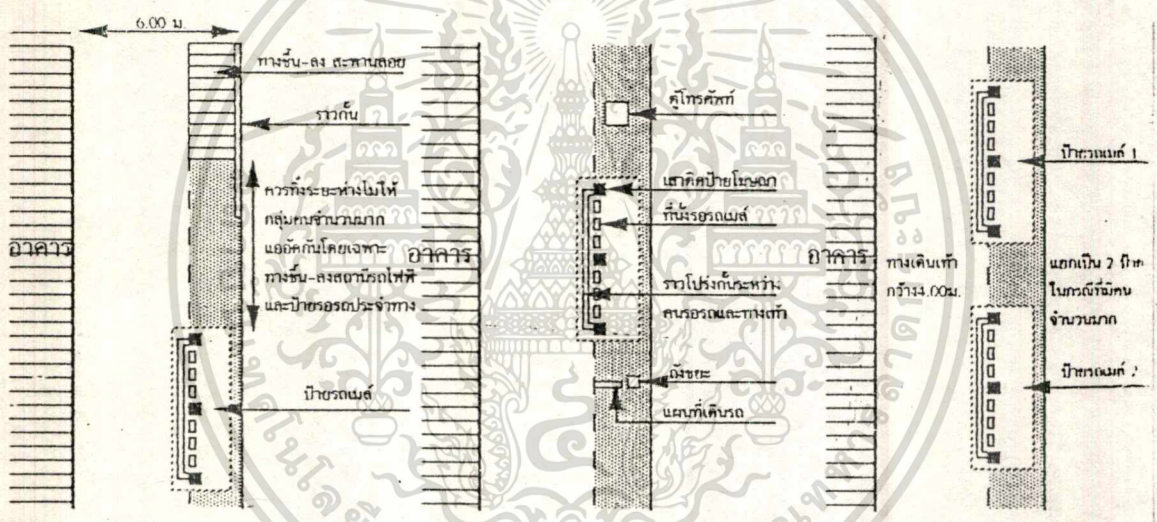 6.00 ม.
อาคาร
ทางขึ้น-ลง สะพานลอย
ราวกั้น
ควรทิ้งระยะห่างไม่ให้
กลุ่มคนจำนวนมาก
แออัดกันโดยเฉพาะ
ทางขึ้น-ลงสถานีรถไฟฟ้า
และป้ายรอรถประจำทาง
ป้ายรถเมล์
อาคาร
ตู้โทรศัพท์
เสาติดป้ายโฆษณา
ที่นั่งรอรถเมล์
ราวโปร่งกั้นระหว่าง
คนรอรถและทางเท้า
ถังขยะ
แผนที่เดินรถ
อาคาร
ทางเดินเท้า
กว้าง4.00ม.
ป้ายรถเมล์ 1
แยกเป็น 2 ป้าย
ในกรณีที่มีคน
จำนวนมาก
ป้ายรถเมล์ 2